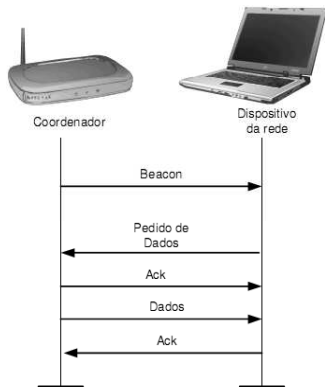 Coordenador
Dispositivo
da rede
Beacon
Pedido de
Dados
Ack
Dados
Ack